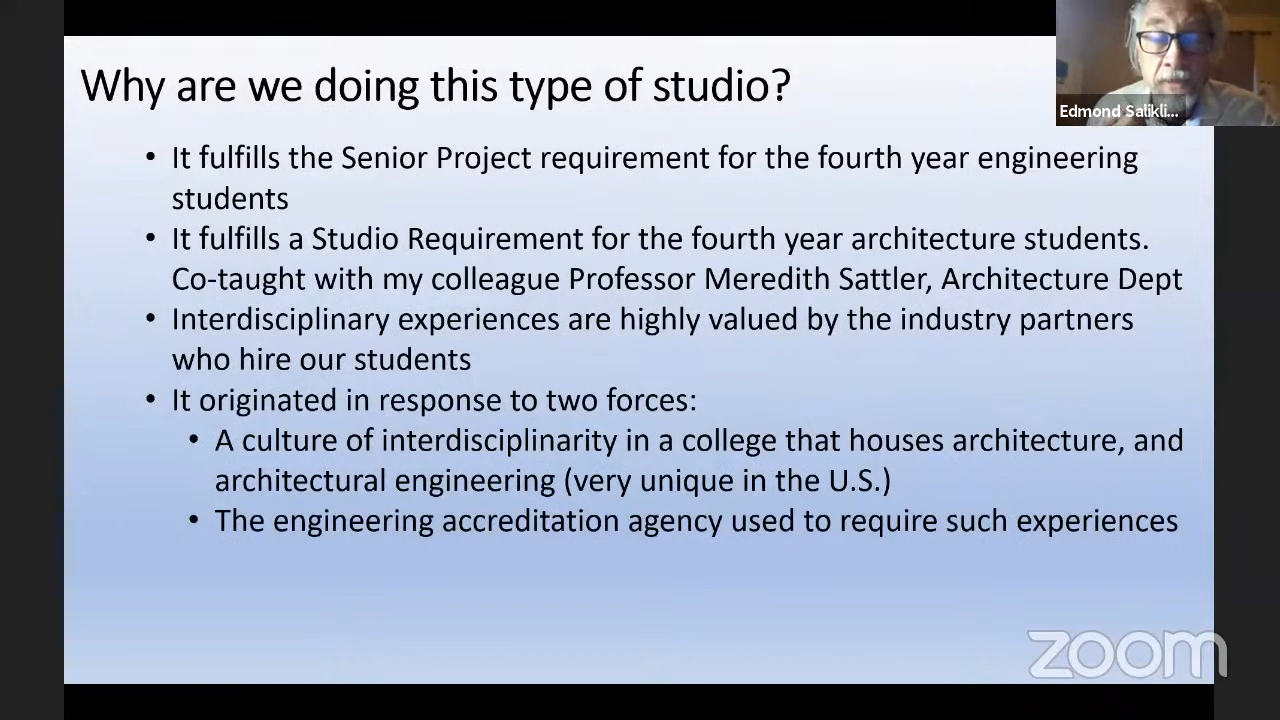 Why are we doing this type of studio?
Edmond Salikli...
• It fulfills the Senior Project requirement for the fourth year engineering
students
• It fulfills a Studio Requirement for the fourth year architecture students.
Co-taught with my colleague Professor Meredith Sattler, Architecture Dept
• Interdisciplinary experiences are highly valued by the industry partners
who hire our students
• It originated in response to two forces:
• A culture of interdisciplinarity in a college that houses architecture, and
architectural engineering (very unique in the U.S.)
• The engineering accreditation agency used to require such experiences
zoom